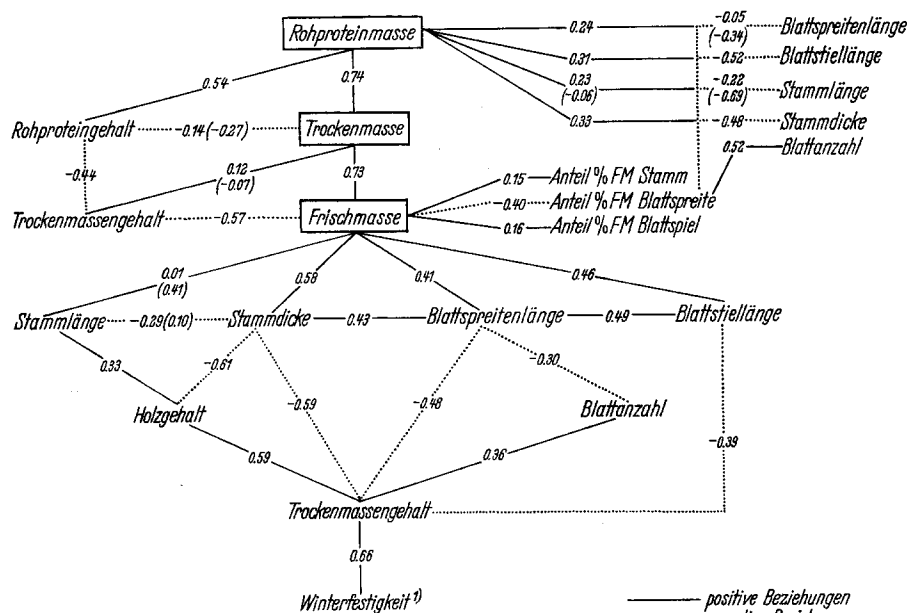 Rohproteinmasse
0.24 -0.05 (-0.34) Blattspreitenlänge
0.31 -0.52 Blattstiellänge
0.23 (-0.06) -0.22 (-0.69) Stammlänge
0.33 -0.48 Stammdicke
0.52 Blattanzahl
0.54
0.74
Rohproteingehalt -0.14(-0.27) Trockenmasse
-0.44
0.12 (-0.07)
0.73
0.15 Anteil % FM Stamm
-0.40 Anteil % FM Blattspreite
0.16 Anteil % FM Blattspiel
Trockenmassengehalt -0.57 Frischmasse
0.01 (0.41)
0.58
0.41
0.46
Stammlänge -0.29(0.10) Stammdicke 0.43 Blattspreitenlänge 0.49 Blattstiellänge
0.33
-0.61
-0.59
-0.48
-0.30
-0.39
Holzgehalt
Blattanzahl
0.59
0.36
Trockenmassengehalt
0.66
Winterfestigkeit 1)
positive Beziehungen